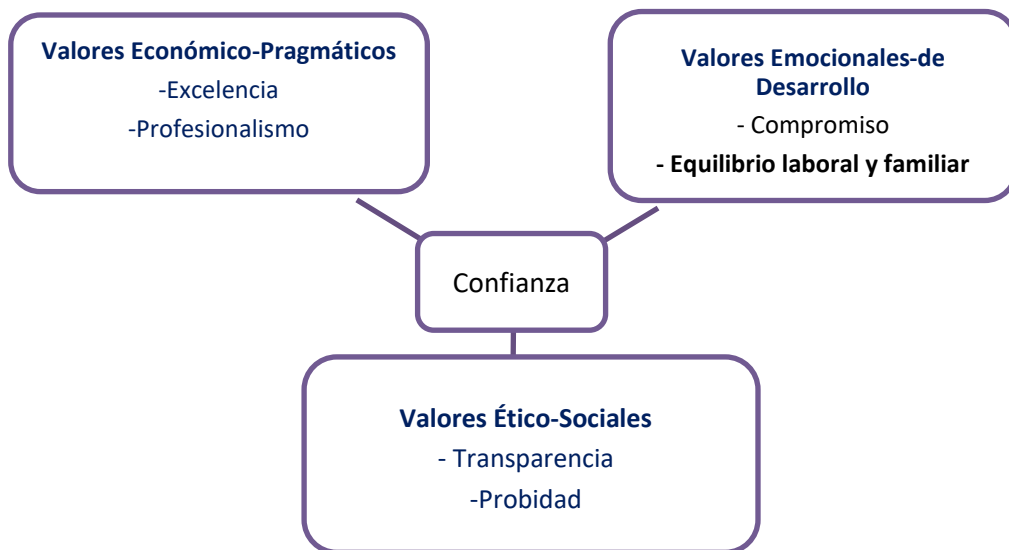 Valores Económico-Pragmáticos
-Excelencia
-Profesionalismo
Valores Emocionales-de
Desarrollo
- Compromiso
- Equilibrio laboral y familiar
Confianza
Valores Ético-Sociales
- Transparencia
-Probidad